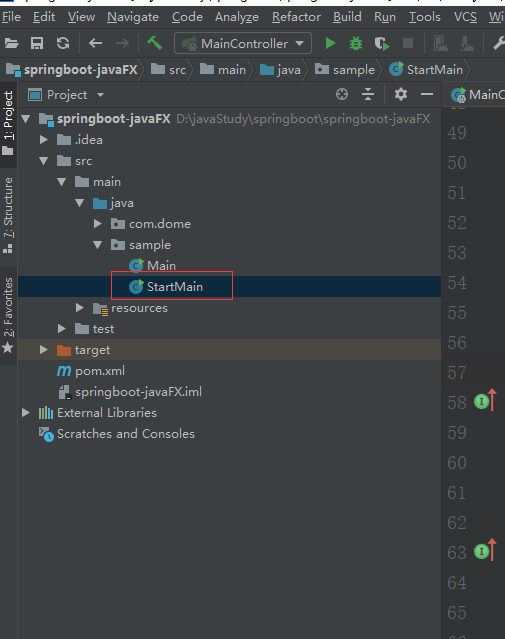 File Edit View Navigate Code Analyze Refactor Build Run Tools VCS Wi
MainController
springboot-javaFX src main java sample StartMain
Project
MainC
1: Project
7: Structure
2: Favorites
springboot-javaFX D:\javaStudy\springboot\springboot-javaFX
.idea
src
main
java
com.dome
sample
Main
StartMain
resources
test
target
pom.xml
springboot-javaFX.iml
External Libraries
Scratches and Consoles
49
50
51
52
53
54
55
56
57
58
59
60
61
62
63
64
65